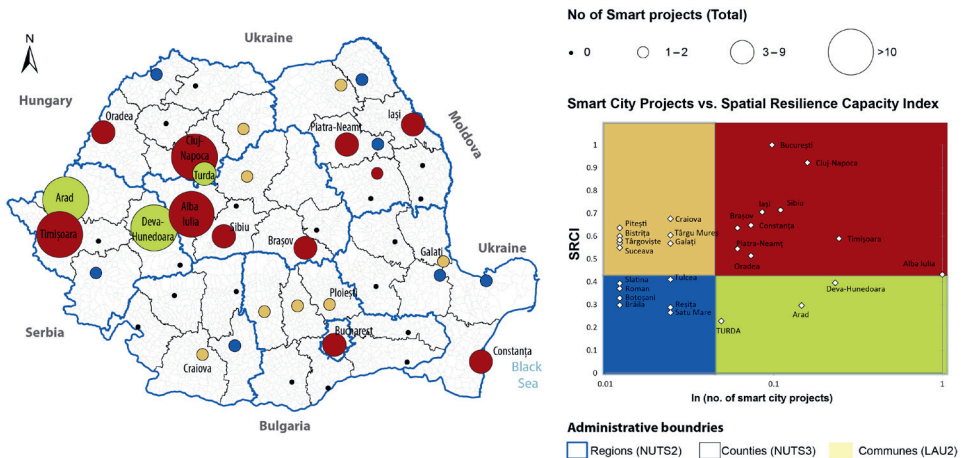 N
Ukraine
Hungary
Oradea
Cluj-
Napoca
Turda
Piatra-Neamț
Iași
Moldova
Arad
Timișoara
Deva-
Hunedoara
Alba
Iulia
Sibiu
Brașov
Galați
Ukraine
Ploiești
Serbia
Craiova
Bucharest
Constanța
Black
Sea
Bulgaria
No of Smart projects (Total)
0
1–2
3–9
>10
Smart City Projects vs. Spatial Resilience Capacity Index
SRCI
1
0.9
0.8
0.7
0.6
0.5
0.4
0.3
0.2
0.1
0
București
Cluj-Napoca
Iași
Sibiu
Brașov
Constanța
Piatra-Neamț
Oradea
Timișoara
Alba Iulia
Pitești
Bistrița
Târgoviște
Suceava
Craiova
Târgu Mureș
Galați
Slatina
Roman
Botoșani
Brăila
Tulcea
Reșița
Satu Mare
TURDA
Arad
Deva-Hunedoara
0.01
0.1
1
ln (no. of smart city projects)
Administrative boundries
Regions (NUTS2)
Counties (NUTS3)
Communes (LAU2)